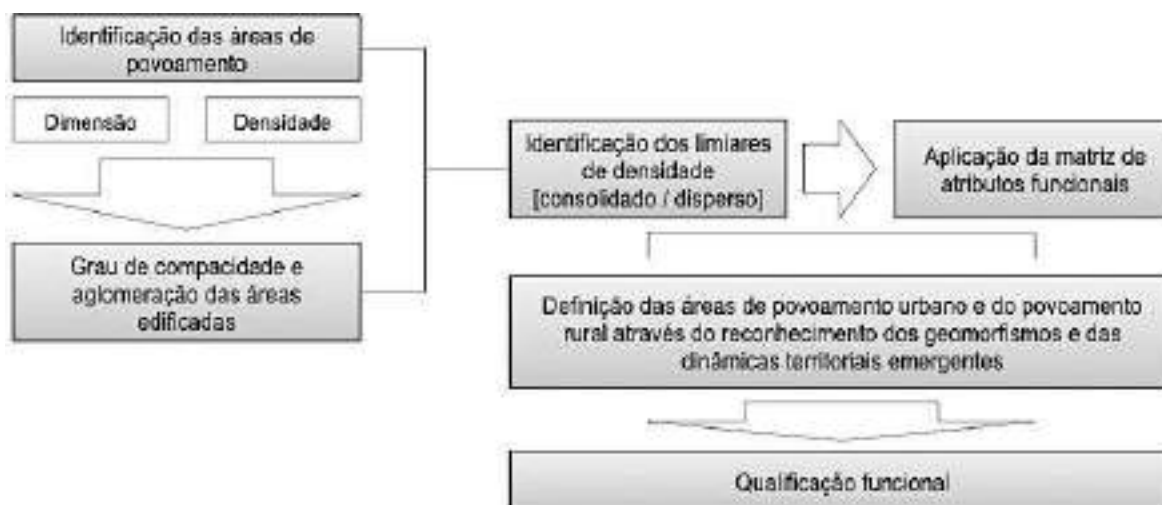 Identificação das áreas de
povoamento
Dimensão
Densidade
Grau de compacidade e
aglomeração das áreas
edificadas
Identificação dos limiares
de densidade
[consolidado / disperso]
Aplicação da matriz de
atributos funcionais
Definição das áreas de povoamento urbano e do povoamento
rural através do reconhecimento dos geomorfismos e das
dinâmicas territoriais emergentes
Qualificação funcional